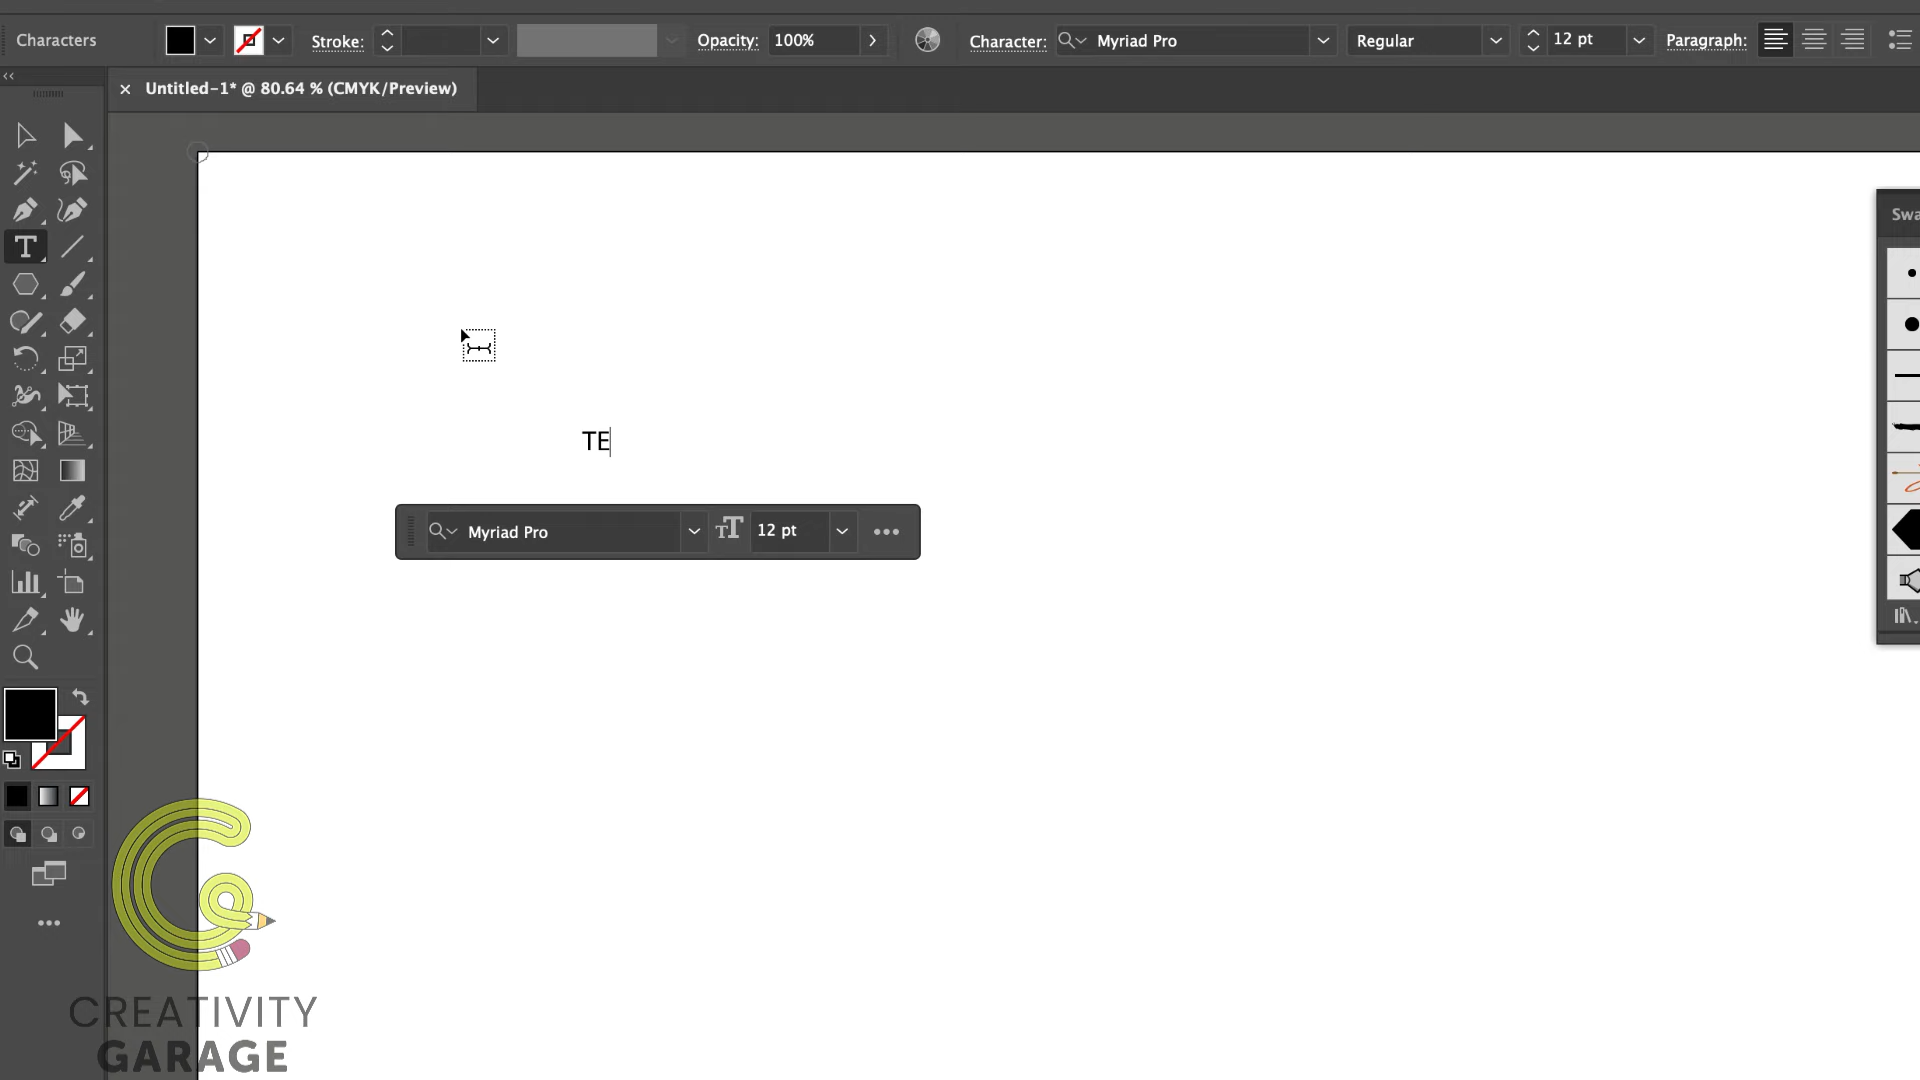 Characters
Stroke:
Opacity: 100%
Character: Myriad Pro
Regular
12 pt
Paragraph:
Untitled-1* @ 80.64 % (CMYK/Preview)
Swa
TE
Myriad Pro
12 pt
CREATIVITY
GARAGE